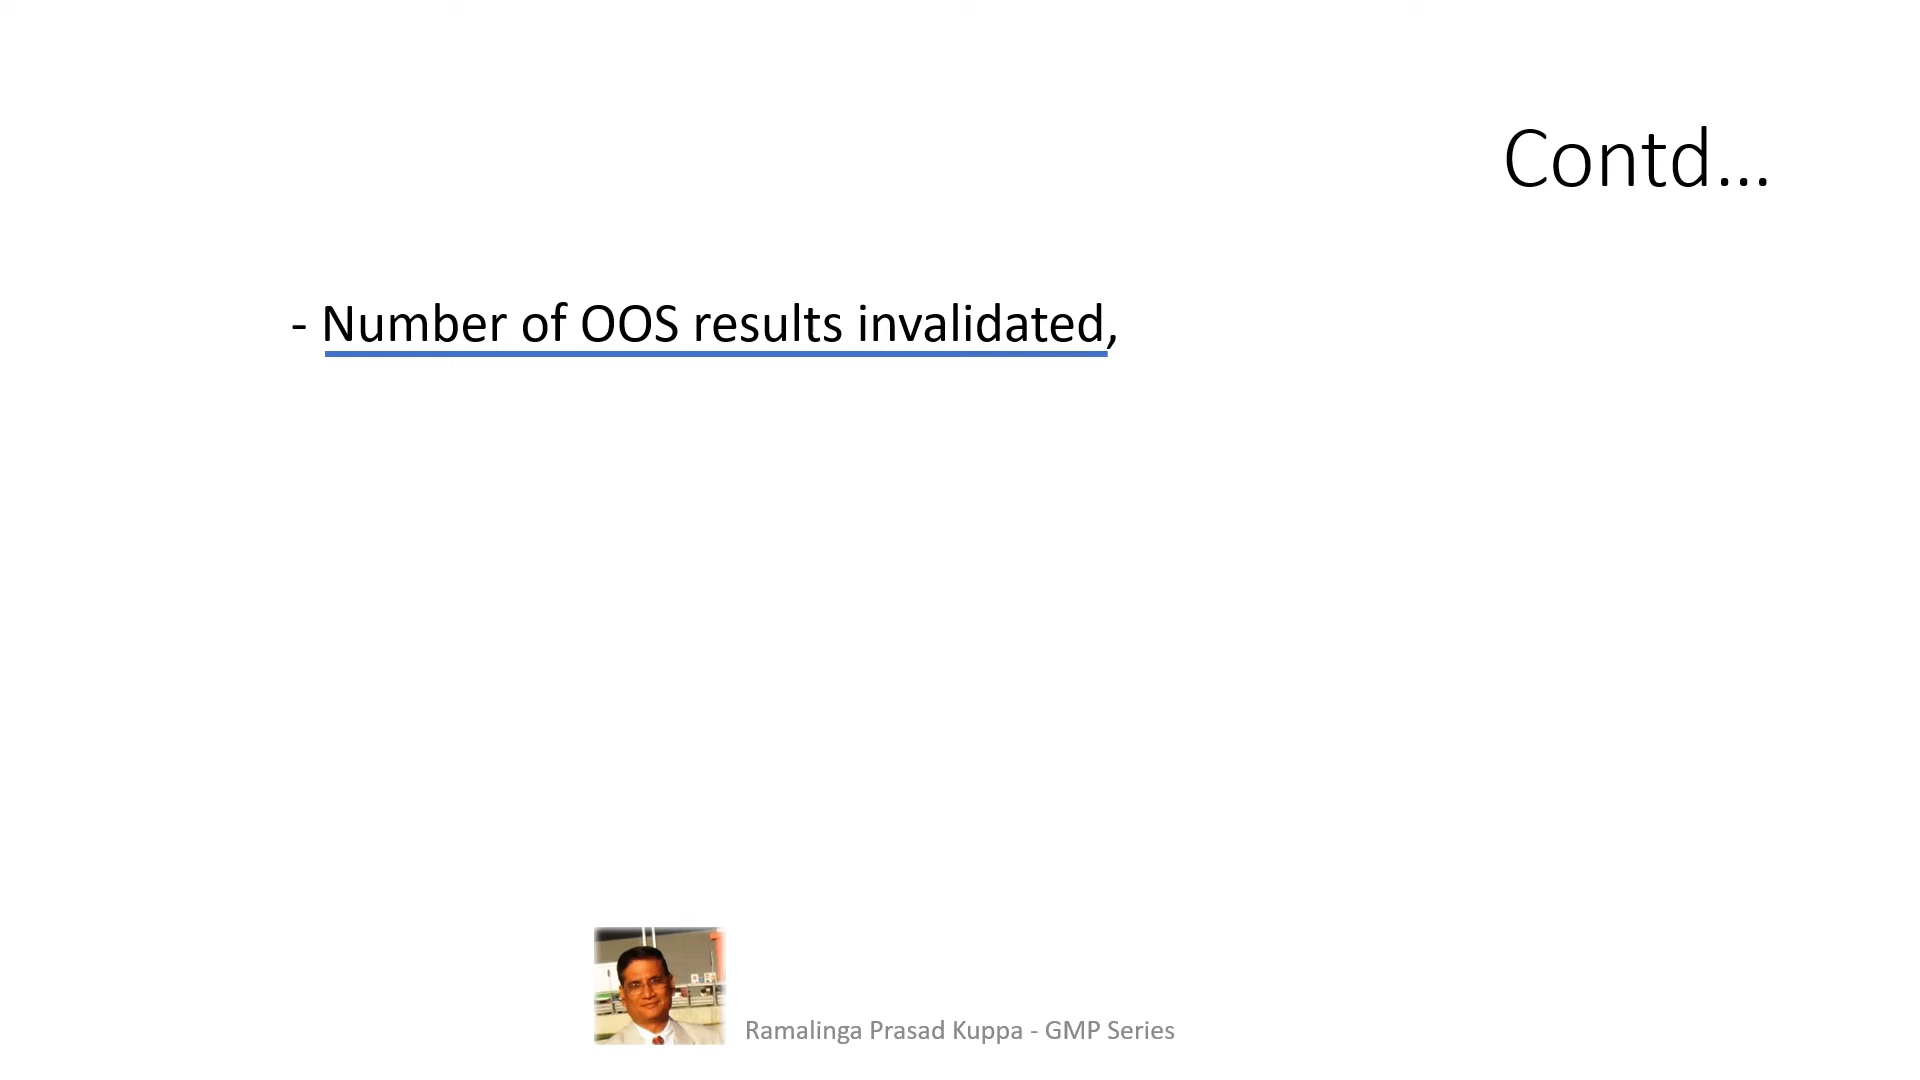 Contd...
- Number of OOS results invalidated,
Ramalinga Prasad Kuppa - GMP Series